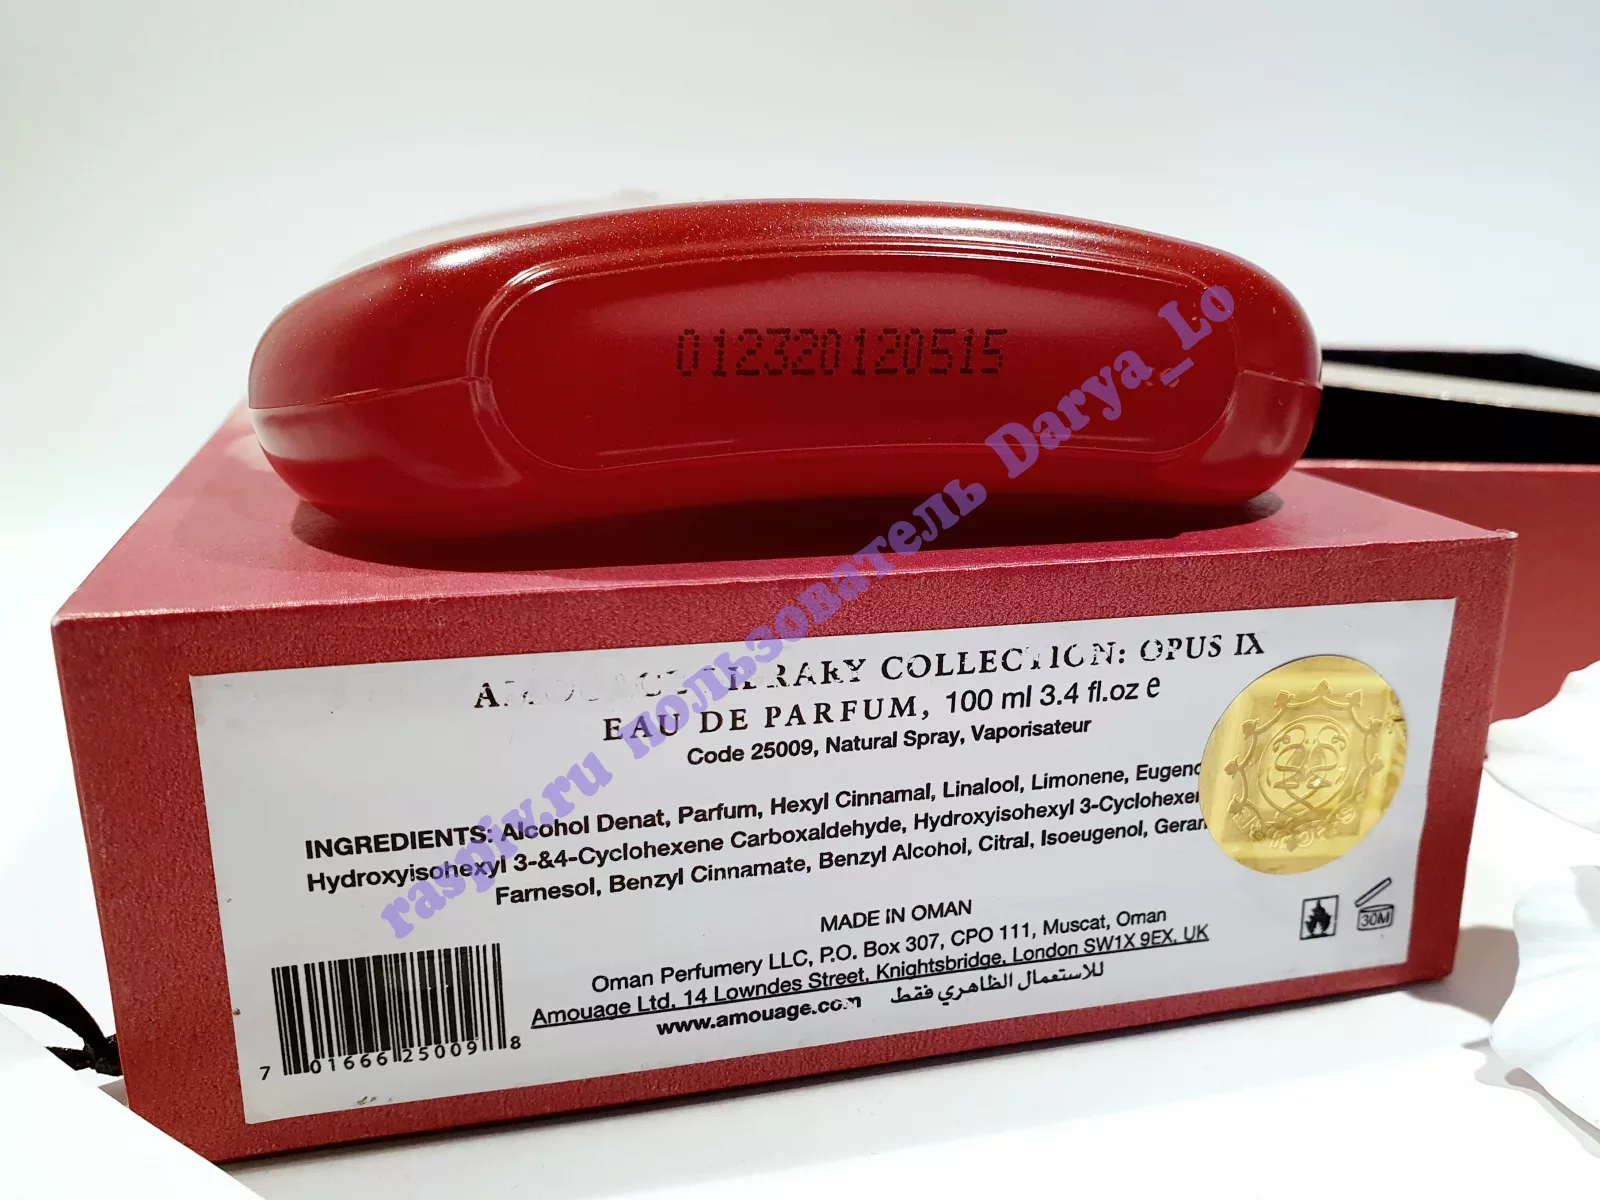 012320120515
COLLECTION: OPUS IX
EAU DE PARFUM, 100 ml 3.4 fl.oz e
Code 25009, Natural Spray, Vaporisateur
INGREDIENTS: Alcohol Denat, Parfum, Hexyl Cinnamal, Linalool, Limonene,
Hydroxyisohexyl 3-&4-Cyclohexene Carboxaldehyde, Hydroxyisohexyl
Farnesol, Benzyl Cinnamate, Benzyl Alcohol, Citral, Isoeugenol,
MADE IN OMAN
Oman Perfumery LLC, P.O. Box 307, CPO 111, Muscat, Oman
Amouage Ltd. 14 Lowndes Street, Knightsbridge, London SW1X 9EX, UK
www.amouage.com للاستعمال الظاهري فقط
30M
7 01666 25009 8
raspiv.ru пользователь Darya_Lo